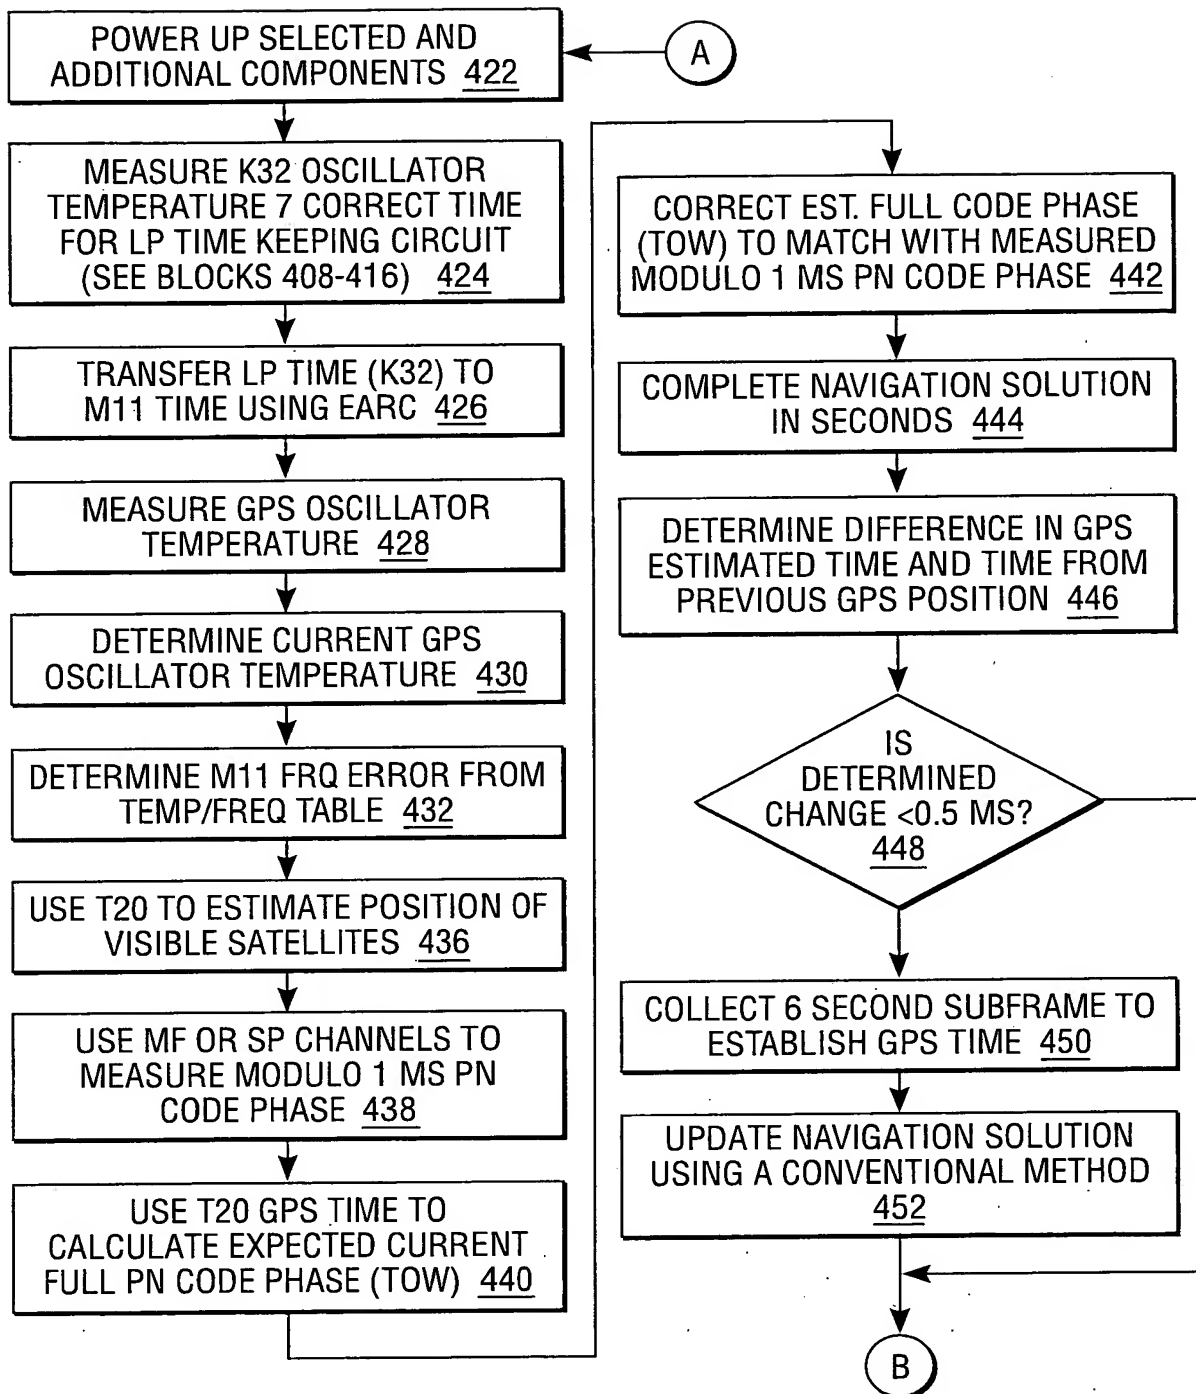 POWER UP SELECTED AND
ADDITIONAL COMPONENTS 422
A
MEASURE K32 OSCILLATOR
TEMPERATURE 7 CORRECT TIME
FOR LP TIME KEEPING CIRCUIT
(SEE BLOCKS 408-416) 424
TRANSFER LP TIME (K32) TO
M11 TIME USING EARC 426
MEASURE GPS OSCILLATOR
TEMPERATURE 428
DETERMINE CURRENT GPS
OSCILLATOR TEMPERATURE 430
DETERMINE M11 FRQ ERROR FROM
TEMP/FREQ TABLE 432
USE T20 TO ESTIMATE POSITION OF
VISIBLE SATELLITES 436
USE MF OR SP CHANNELS TO
MEASURE MODULO 1 MS PN
CODE PHASE 438
USE T20 GPS TIME TO
CALCULATE EXPECTED CURRENT
FULL PN CODE PHASE (TOW) 440
CORRECT EST. FULL CODE PHASE
(TOW) TO MATCH WITH MEASURED
MODULO 1 MS PN CODE PHASE 442
COMPLETE NAVIGATION SOLUTION
IN SECONDS 444
DETERMINE DIFFERENCE IN GPS
ESTIMATED TIME AND TIME FROM
PREVIOUS GPS POSITION 446
IS
DETERMINED
CHANGE <0.5 MS?
448
COLLECT 6 SECOND SUBFRAME TO
ESTABLISH GPS TIME 450
UPDATE NAVIGATION SOLUTION
USING A CONVENTIONAL METHOD
452
B